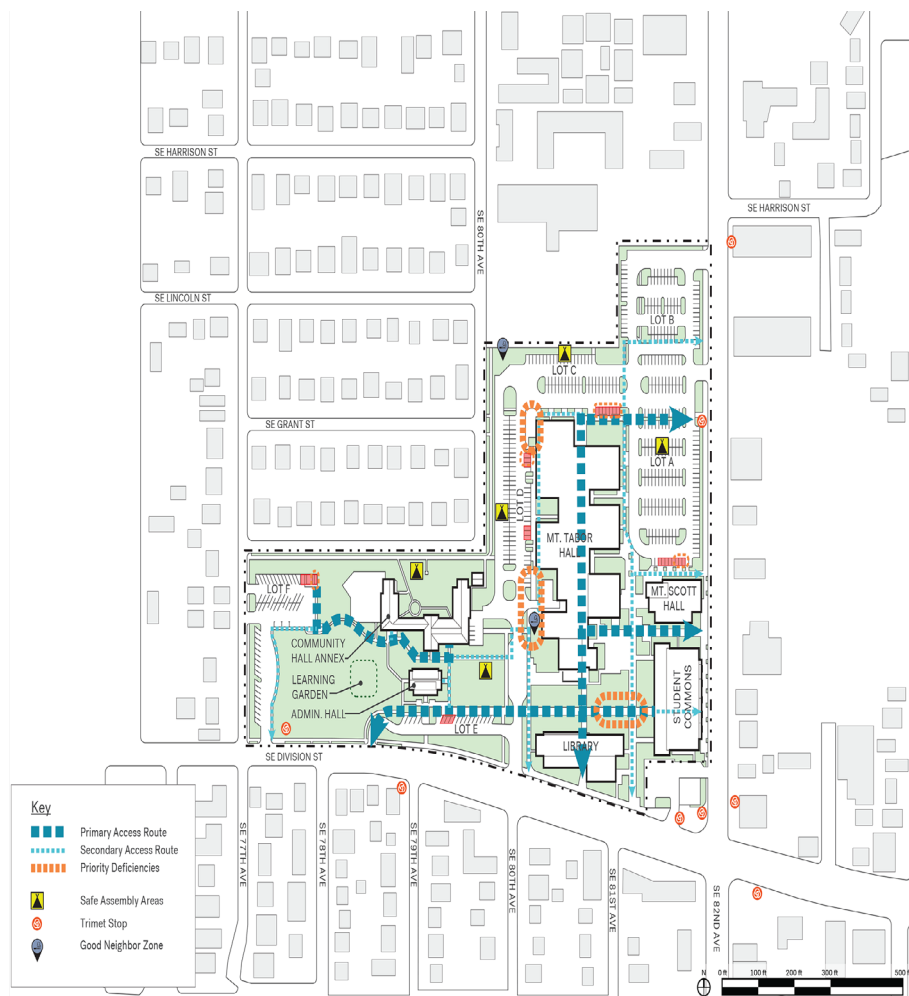 SE HARRISON ST
SE HARRISON ST
SE 80TH AVE
SE LINCOLN ST
LOT B
LOT C
SE GRANT ST
LOT A
LOT D
MT. TABOR
HALL
LOT F
MT. SCOTT
HALL
COMMUNITY
HALL ANNEX
LEARNING
GARDEN
STUDENT
COMMONS
ADMIN. HALL
LOT E
LIBRARY
SE DIVISION ST
Key
Primary Access Route
Secondary Access Route
Priority Deficiencies
Safe Assembly Areas
Trimet Stop
Good Neighbor Zone
SE 77TH AVE
SE 78TH AVE
SE 79TH AVE
SE 80TH AVE
SE 81ST AVE
SE 82ND AVE
N
0 ft 100 ft 200 ft 300 ft 500 ft